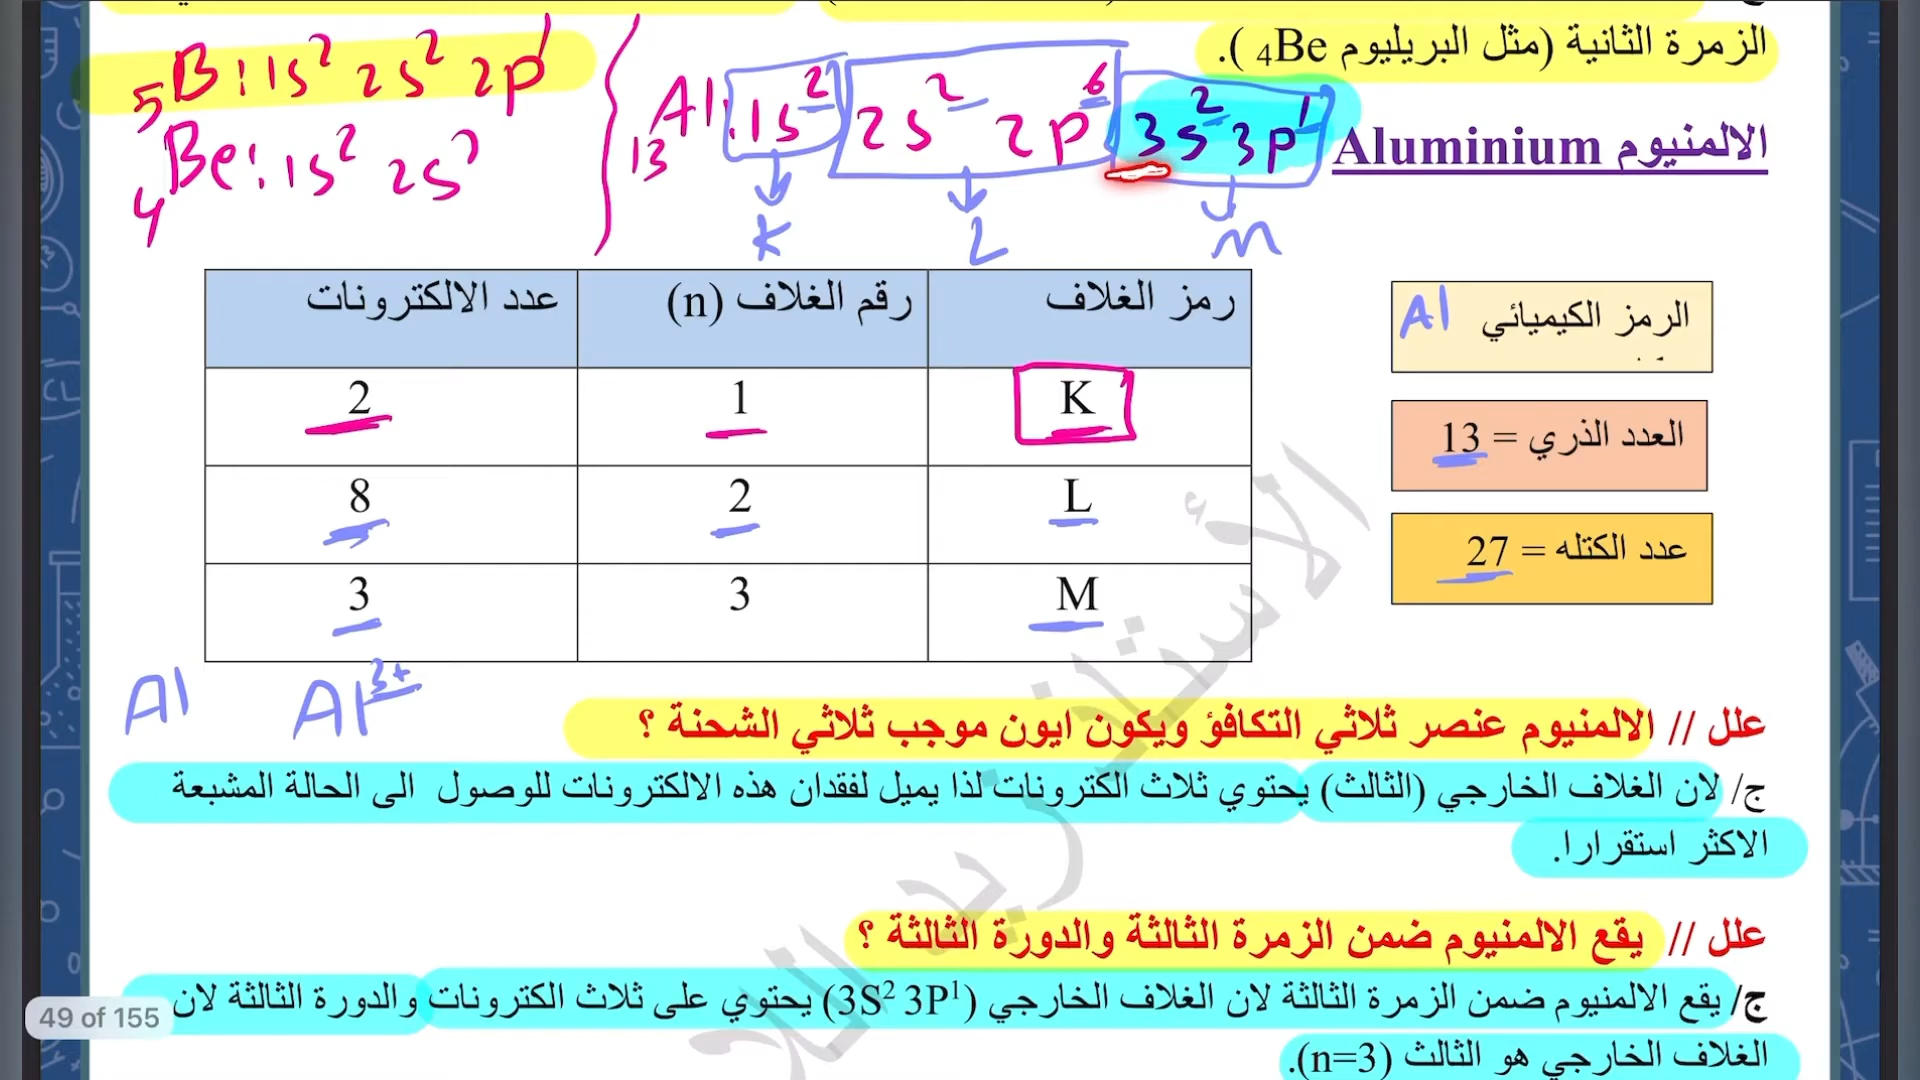 الزمرة الثانية (مثل البريليوم 4Be ).
5B: 1s² 2s² 2p¹
4Be: 1s² 2s²
13Al: 1s² 2s² 2p⁶ 3s² 3p¹
K L M
الالمنيوم Aluminium
رمز الغلاف رقم الغلاف (n) عدد الالكترونات
K 1 2
L 2 8
M 3 3
الرمز الكيميائي Al
العدد الذري = 13
عدد الكتله = 27
Al Al³⁺
علل // الالمنيوم عنصر ثلاثي التكافؤ ويكون ايون موجب ثلاثي الشحنة ؟
ج/ لان الغلاف الخارجي (الثالث) يحتوي ثلاث الكترونات لذا يميل لفقدان هذه الالكترونات للوصول الى الحالة المشبعة
الاكثر استقرارا.
علل // يقع الالمنيوم ضمن الزمرة الثالثة والدورة الثالثة ؟
ج/ يقع الالمنيوم ضمن الزمرة الثالثة لان الغلاف الخارجي (3S² 3P¹) يحتوي على ثلاث الكترونات والدورة الثالثة لان
الغلاف الخارجي هو الثالث (n=3).
49 of 155
الأستاذ زيد